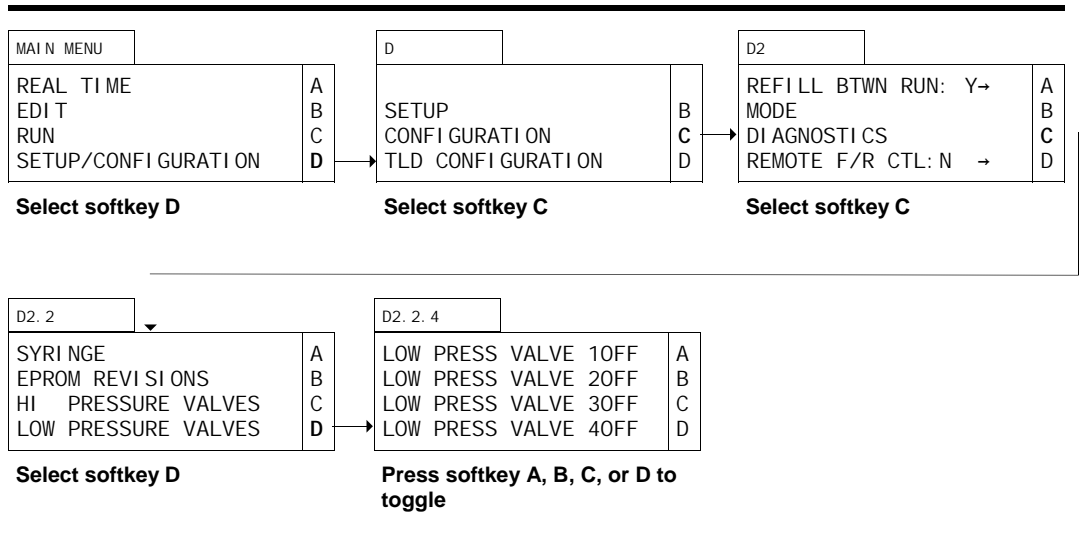 MAIN MENU
REAL TIME A
EDIT B
RUN C
SETUP/CONFIGURATION D
Select softkey D
D
SETUP B
CONFIGURATION C
TLD CONFIGURATION D
Select softkey C
D2
REFILL BTWN RUN: Y→ A
MODE B
DIAGNOSTICS C
REMOTE F/R CTL:N → D
Select softkey C
D2.2
SYRINGE A
EPROM REVISIONS B
HI PRESSURE VALVES C
LOW PRESSURE VALVES D
Select softkey D
D2.2.4
LOW PRESS VALVE 1OFF A
LOW PRESS VALVE 2OFF B
LOW PRESS VALVE 3OFF C
LOW PRESS VALVE 4OFF D
Press softkey A, B, C, or D to
toggle